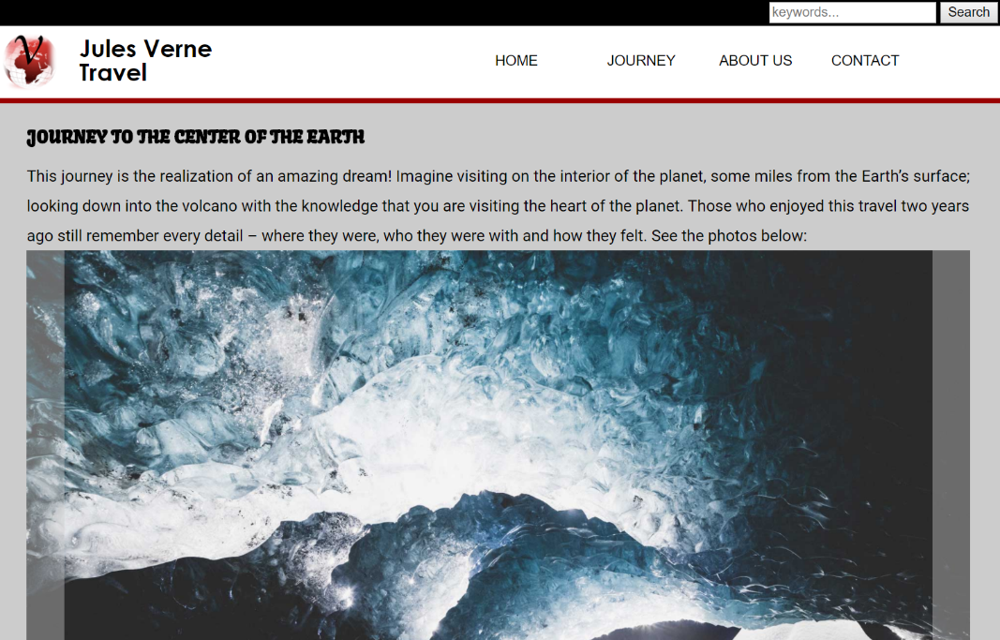 keywords... Search
V
Jules Verne
Travel
HOME JOURNEY ABOUT US CONTACT
JOURNEY TO THE CENTER OF THE EARTH
This journey is the realization of an amazing dream! Imagine visiting on the interior of the planet, some miles from the Earth’s surface;
looking down into the volcano with the knowledge that you are visiting the heart of the planet. Those who enjoyed this travel two years
ago still remember every detail – where they were, who they were with and how they felt. See the photos below: